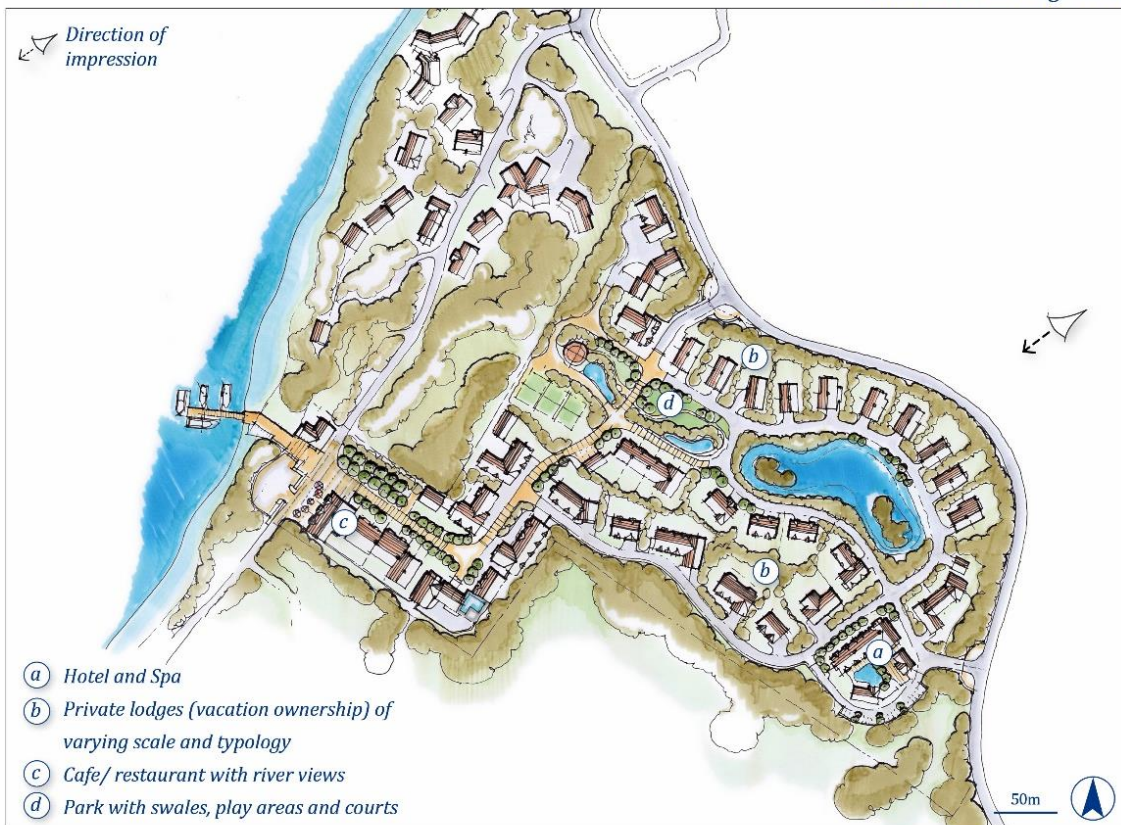 Direction of
impression
b
d
c
b
a
a Hotel and Spa
b Private lodges (vacation ownership) of
varying scale and typology
c Cafe/ restaurant with river views
d Park with swales, play areas and courts
50m